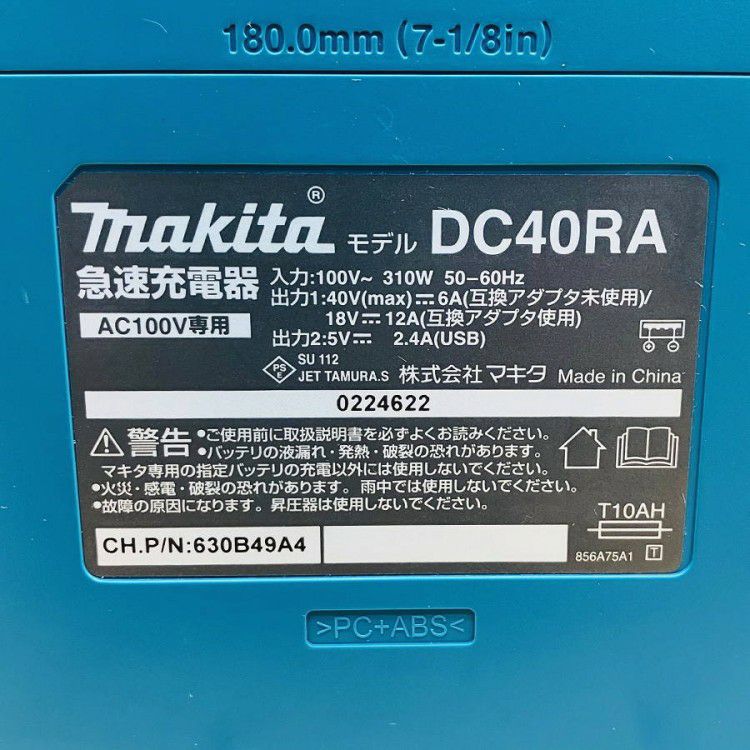 180.0mm (7-1/8in)
makita® モデル DC40RA
急速充電器
AC100V専用
入力:100V~ 310W 50-60Hz
出力1:40V(max)⎓6A(互換アダプタ未使用)/
18V⎓12A(互換アダプタ使用)
出力2:5V⎓ 2.4A(USB)
PS
E
SU 112
JET TAMURA.S 株式会社マキタ Made in China
0224622
⚠警告 •ご使用前に取扱説明書を必ずよくお読みください。
•バッテリの液漏れ・発熱・破裂の恐れがあります。
マキタ専用の指定バッテリの充電以外には使用しないでください。
•火災・感電・破裂の恐れがあります。雨中では使用しないでください。
•故障の原因になります。昇圧器は使用しないでください。
T10AH
CH.P/N:630B49A4
856A75A1 T
>PC+ABS<